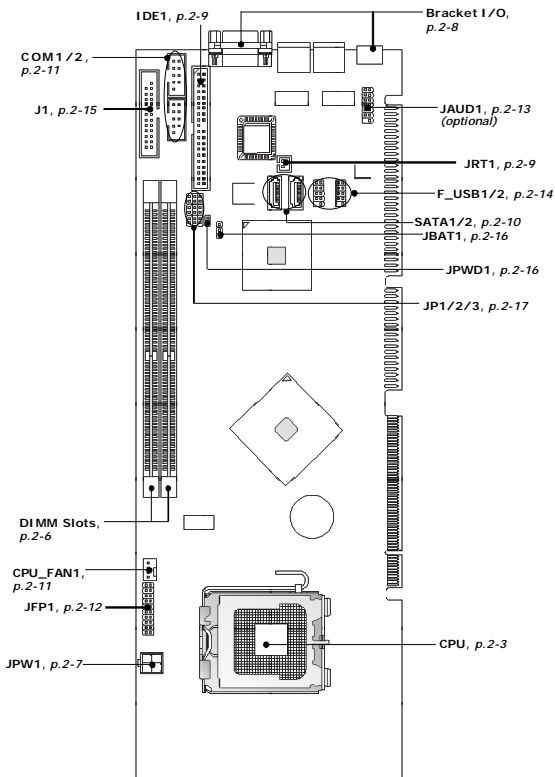 IDE1, p.2-9
Bracket I/O,
p.2-8
COM1/2,
p.2-11
J1, p.2-15
JAUD1, p.2-13
(optional)
JRT1, p.2-9
F_USB1/2, p.2-14
SATA1/2, p.2-10
JBAT1, p.2-16
JPWD1, p.2-16
JP1/2/3, p.2-17
DIMM Slots,
p.2-6
CPU_FAN1,
p.2-11
JFP1, p.2-12
CPU, p.2-3
JPW1, p.2-7